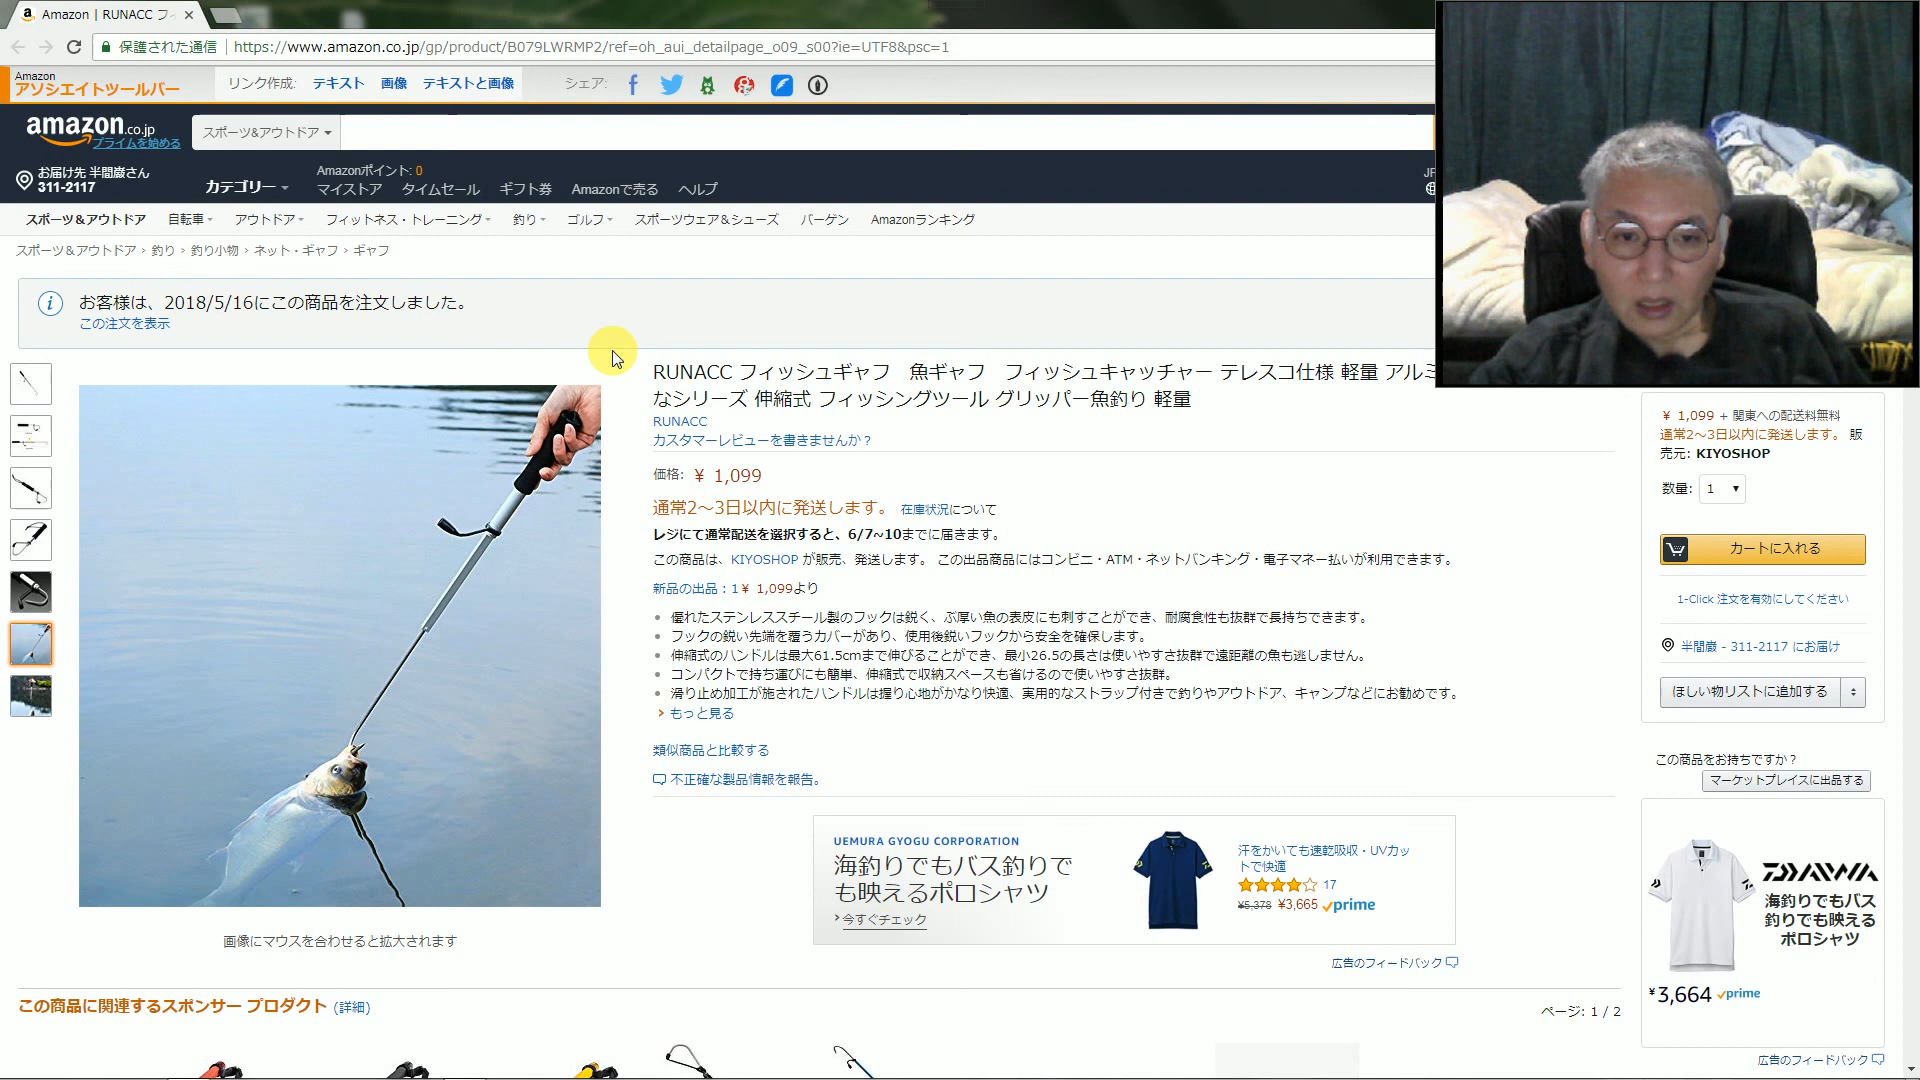 Amazon | RUNACC フ
保護された通信 | https://www.amazon.co.jp/gp/product/B079LWRMP2/ref=oh_aui_detailpage_o09_s00?ie=UTF8&psc=1
Amazon
アソシエイトツールバー
リンク作成: テキスト 画像 テキストと画像 シェア:
amazon.co.jp
プライムを始める
スポーツ&アウトドア
お届け先 半間巌さん
311-2117
カテゴリー
Amazonポイント: 0
マイストア タイムセール ギフト券 Amazonで売る ヘルプ
スポーツ&アウトドア 自転車 アウトドア フィットネス・トレーニング 釣り ゴルフ スポーツウェア&シューズ バーゲン Amazonランキング
スポーツ&アウトドア › 釣り › 釣り小物 › ネット・ギャフ › ギャフ
お客様は、2018/5/16にこの商品を注文しました。
この注文を表示
RUNACC フィッシュギャフ 魚ギャフ フィッシュキャッチャー テレスコ仕様 軽量 アルミ
なシリーズ 伸縮式 フィッシングツール グリッパー魚釣り 軽量
RUNACC
カスタマーレビューを書きませんか？
価格: ￥ 1,099
通常2～3日以内に発送します。 在庫状況について
レジにて通常配送を選択すると、6/7~10までに届きます。
この商品は、KIYOSHOP が販売、発送します。 この出品商品にはコンビニ・ATM・ネットバンキング・電子マネー払いが利用できます。
新品の出品：1￥ 1,099より
優れたステンレススチール製のフックは鋭く、ぶ厚い魚の表皮にも刺すことができ、耐腐食性も抜群で長持ちできます。
フックの鋭い先端を覆うカバーがあり、使用後鋭いフックから安全を確保します。
伸縮式のハンドルは最大61.5cmまで伸びることができ、最小26.5の長さは使いやすさ抜群で遠距離の魚も逃しません。
コンパクトで持ち運びにも簡単、伸縮式で収納スペースも省けるので使いやすさ抜群。
滑り止め加工が施されたハンドルは握り心地がかなり快適、実用的なストラップ付きで釣りやアウトドア、キャンプなどにお勧めです。
› もっと見る
類似商品と比較する
不正確な製品情報を報告。
画像にマウスを合わせると拡大されます
UEMURA GYOGU CORPORATION
海釣りでもバス釣りで
も映えるポロシャツ
› 今すぐチェック
汗をかいても速乾吸収・UVカッ
トで快適
17
¥5,378 ¥3,665 prime
広告のフィードバック
この商品に関連するスポンサー プロダクト (詳細)
ページ: 1 / 2
￥ 1,099 + 関東への配送料無料
通常2～3日以内に発送します。 販
売元: KIYOSHOP
数量: 1
カートに入れる
1-Click 注文を有効にしてください
半間巌 - 311-2117 にお届け
ほしい物リストに追加する
この商品をお持ちですか？
マーケットプレイスに出品する
DAIWA
海釣りでもバス
釣りでも映える
ポロシャツ
¥3,664 prime
広告のフィードバック